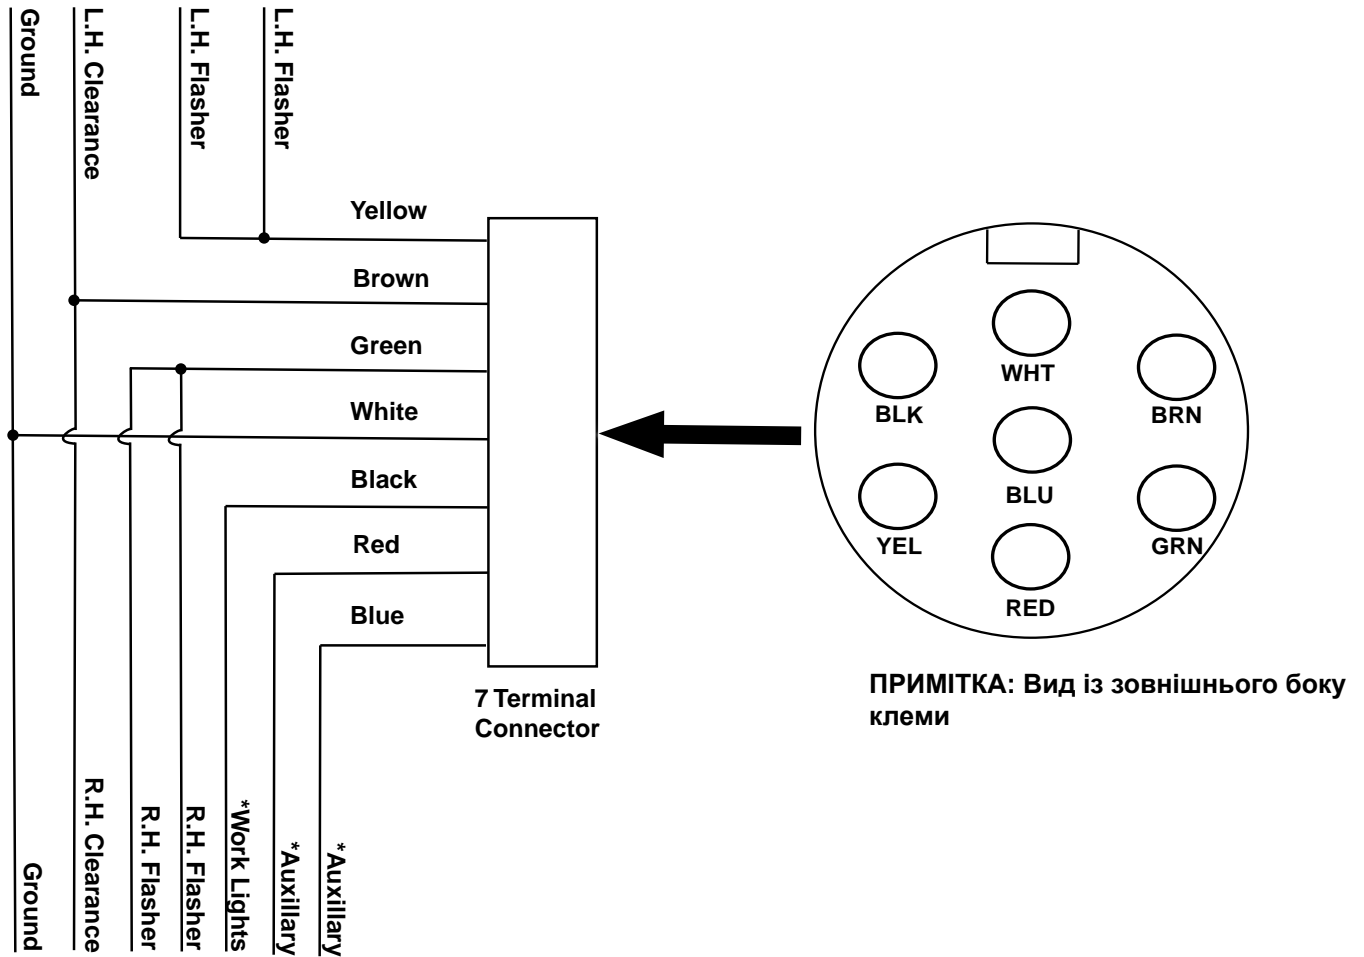 Ground
L.H. Clearance
L.H. Flasher
L.H. Flasher
Yellow
Brown
Green
White
Black
Red
Blue
7 Terminal
Connector
Ground
R.H. Clearance
R.H. Flasher
R.H. Flasher
*Work Lights
*Auxillary
*Auxillary
WHT
BLK
BRN
BLU
YEL
GRN
RED
ПРИМІТКА: Вид із зовнішнього боку
клеми